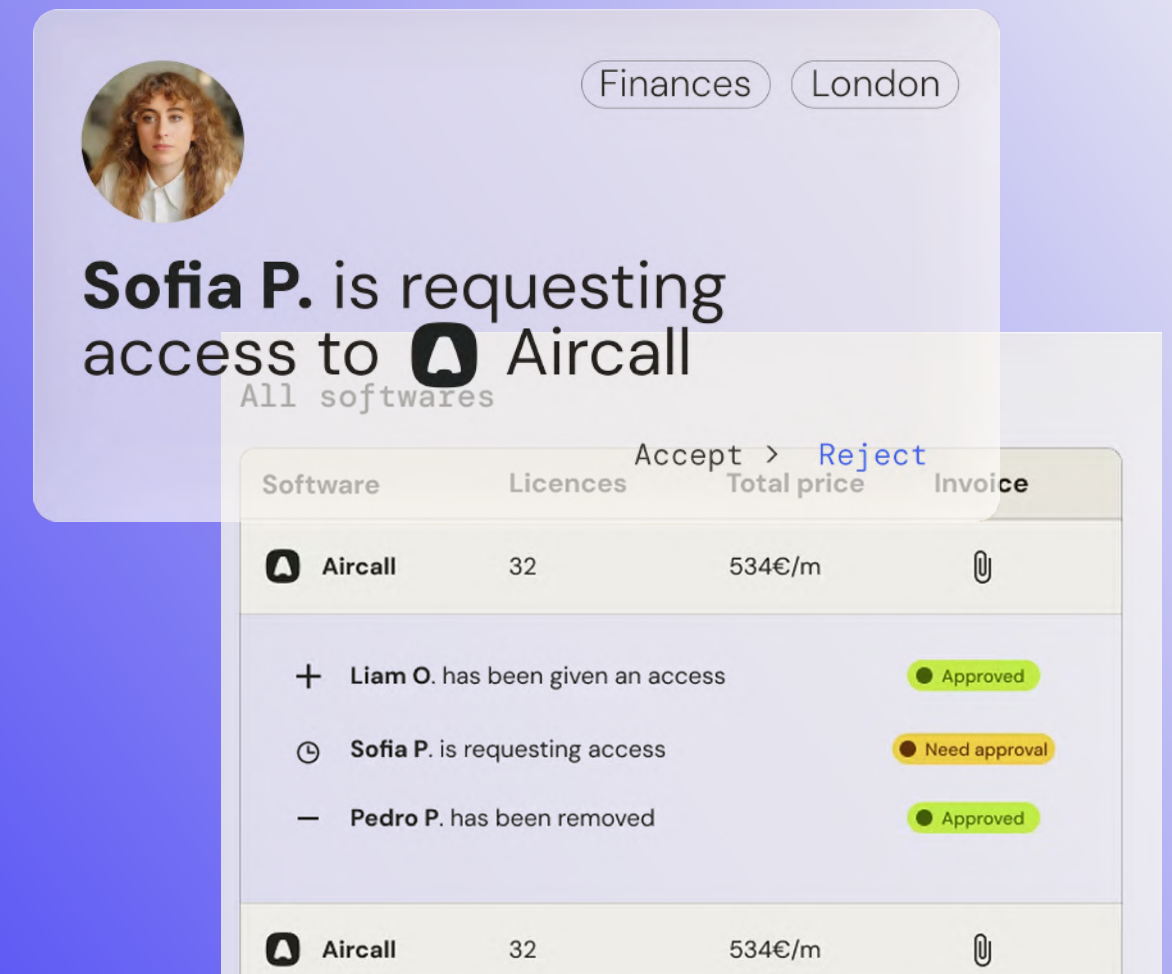 Finances London
Sofia P. is requesting
access to Aircall
All softwares
Accept > Reject
Software Licences Total price Invoice
Aircall 32 534€/m
Liam O. has been given an access Approved
Sofia P. is requesting access Need approval
Pedro P. has been removed Approved
Aircall 32 534€/m